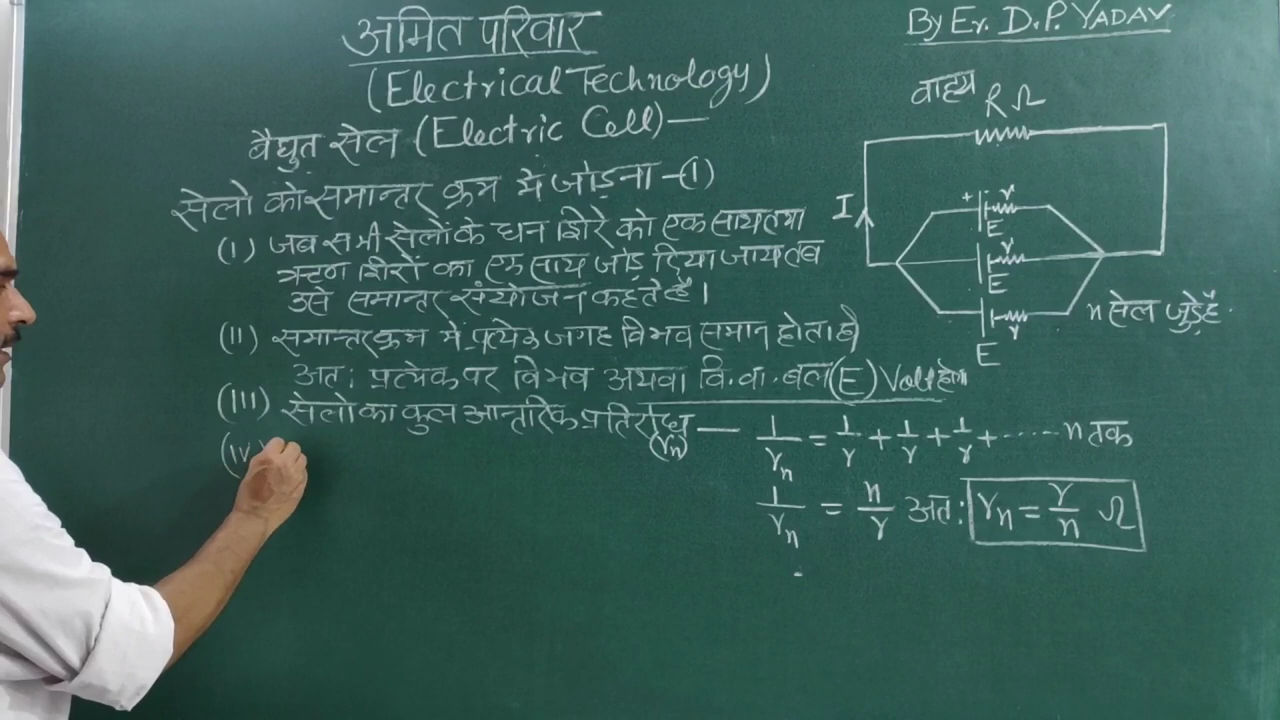 अमित परिवार
By Er. D.P. YADAV
(Electrical Technology)
बैद्युत सेल (Electric Cell)—
सेलो को समान्तर क्रम में जोड़ना -(1)
(I) जब सभी सेलों के धन शिरे को एक साथ तथा
ऋण शिरों को एक साथ जोड़ दिया जाय तब
उसे समान्तर संयोजन कहते हैं।
(II) समान्तर क्रम में प्रत्येक जगह विभव समान होता है
अतः प्रत्येक पर विभव अथवा वि.वा. बल (E) Volt होगा
(III) सेलो का कुल आन्तरिक प्रतिरोध —
(rn)
1/rn = 1/r + 1/r + 1/r + ...... n तक
1/rn = n/r अतः rn = r/n Ω
(IV)
वाह्य
R Ω
I
+ r
E
r
E
r
E
n सेल जुड़े हैं.